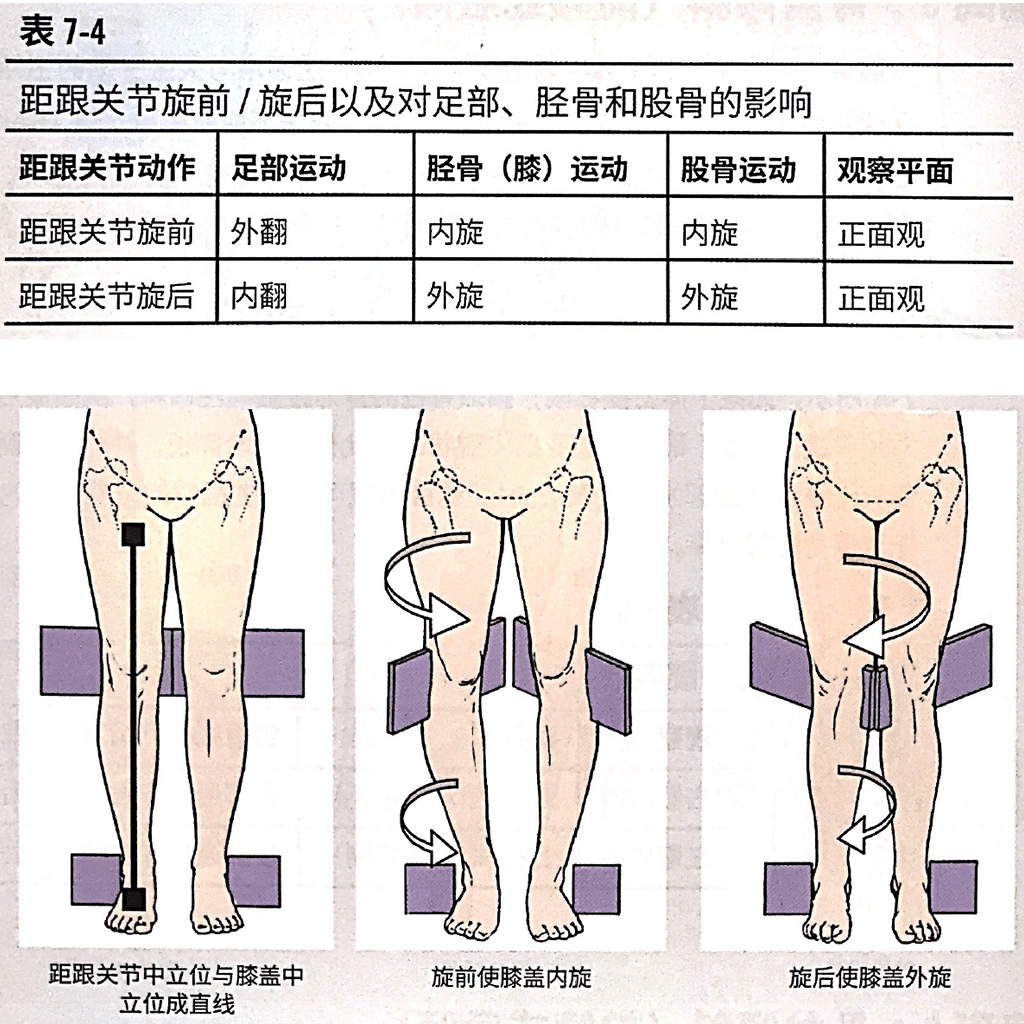 表 7-4
距跟关节旋前 / 旋后以及对足部、胫骨和股骨的影响
距跟关节动作 足部运动 胫骨（膝）运动 股骨运动 观察平面
距跟关节旋前 外翻 内旋 内旋 正面观
距跟关节旋后 内翻 外旋 外旋 正面观
距跟关节中立位与膝盖中
立位成直线
旋前使膝盖内旋
旋后使膝盖外旋